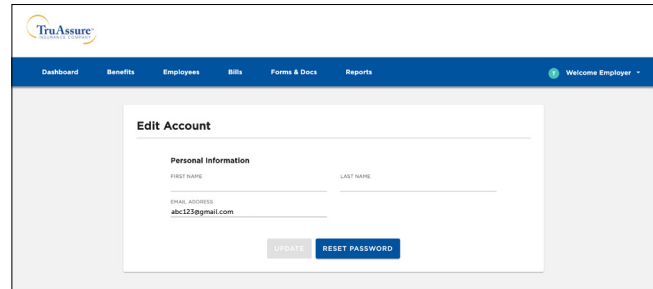 TruAssure
INSURANCE COMPANY
Dashboard Benefits Employees Bills Forms & Docs Reports T Welcome Employer
Edit Account
Personal Information
FIRST NAME LAST NAME
EMAIL ADDRESS
abc123@gmail.com
UPDATE RESET PASSWORD